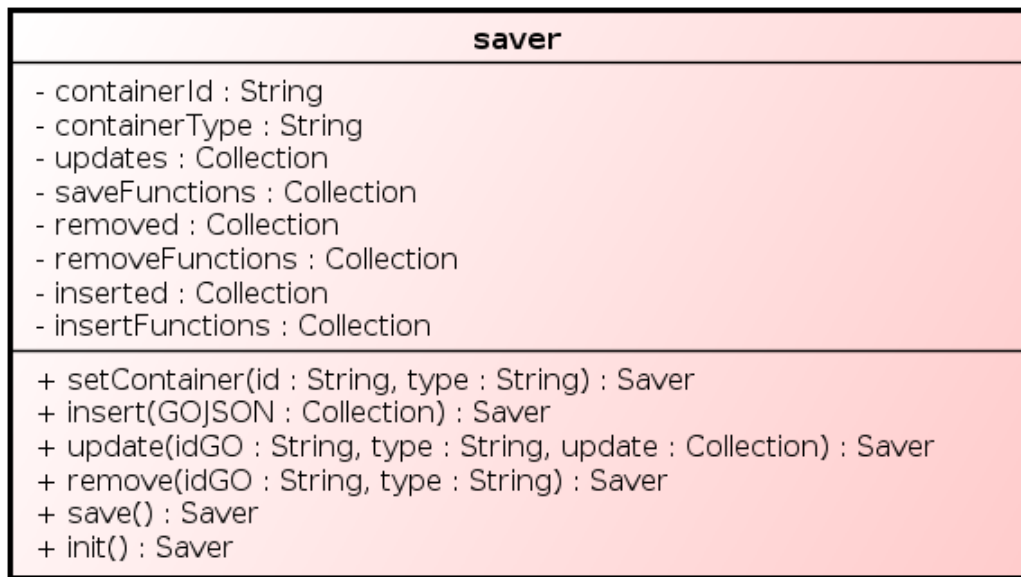 saver
- containerId : String
- containerType : String
- updates : Collection
- saveFunctions : Collection
- removed : Collection
- removeFunctions : Collection
- inserted : Collection
- insertFunctions : Collection
+ setContainer(id : String, type : String) : Saver
+ insert(GOJSON : Collection) : Saver
+ update(idGO : String, type : String, update : Collection) : Saver
+ remove(idGO : String, type : String) : Saver
+ save() : Saver
+ init() : Saver